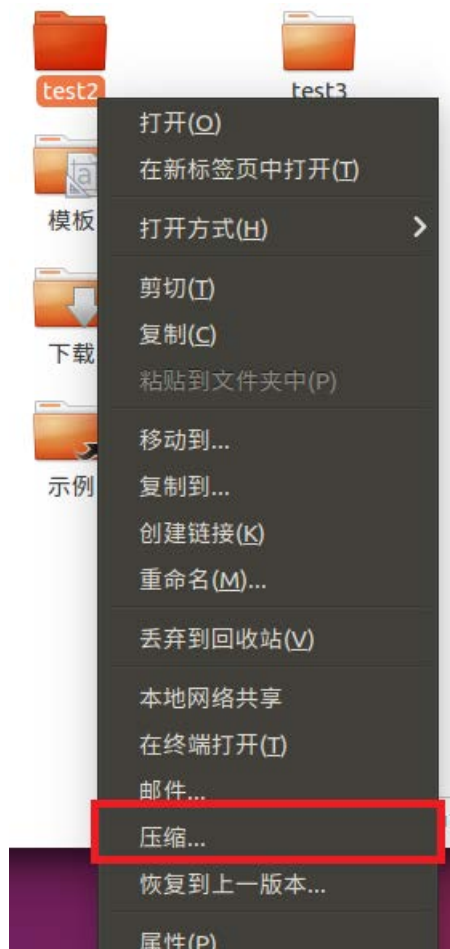 test2
test3
模板
下载
示例
打开(O)
在新标签页中打开(T)
打开方式(H)
剪切(T)
复制(C)
粘贴到文件夹中(P)
移动到...
复制到...
创建链接(K)
重命名(M)...
丢弃到回收站(V)
本地网络共享
在终端打开(T)
邮件...
压缩...
恢复到上一版本...
属性(P)